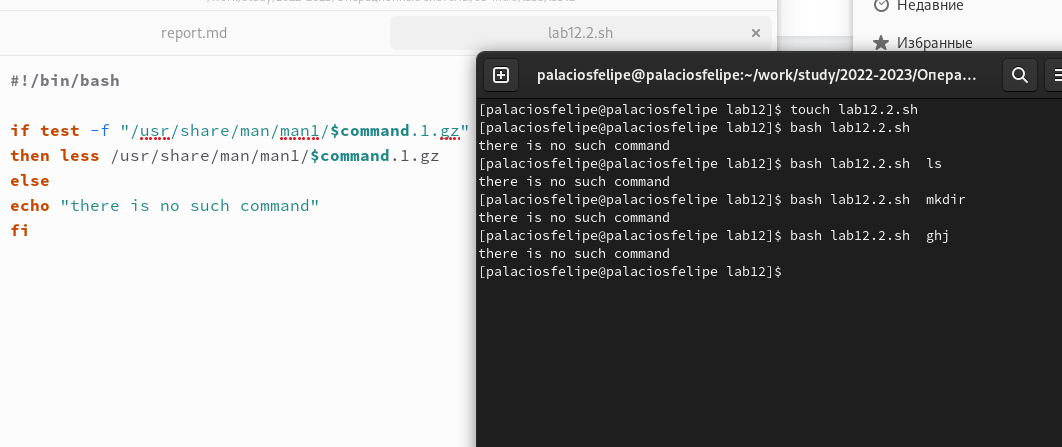 report.md
lab12.2.sh
#!/bin/bash
if test -f "/usr/share/man/man1/$command.1.gz"
then less /usr/share/man/man1/$command.1.gz
else
echo "there is no such command"
fi
Недавние
Избранные
palaciosfelipe@palaciosfelipe:~/work/study/2022-2023/Опера…
[palaciosfelipe@palaciosfelipe lab12]$ touch lab12.2.sh
[palaciosfelipe@palaciosfelipe lab12]$ bash lab12.2.sh
there is no such command
[palaciosfelipe@palaciosfelipe lab12]$ bash lab12.2.sh  ls
there is no such command
[palaciosfelipe@palaciosfelipe lab12]$ bash lab12.2.sh  mkdir
there is no such command
[palaciosfelipe@palaciosfelipe lab12]$ bash lab12.2.sh  ghj
there is no such command
[palaciosfelipe@palaciosfelipe lab12]$